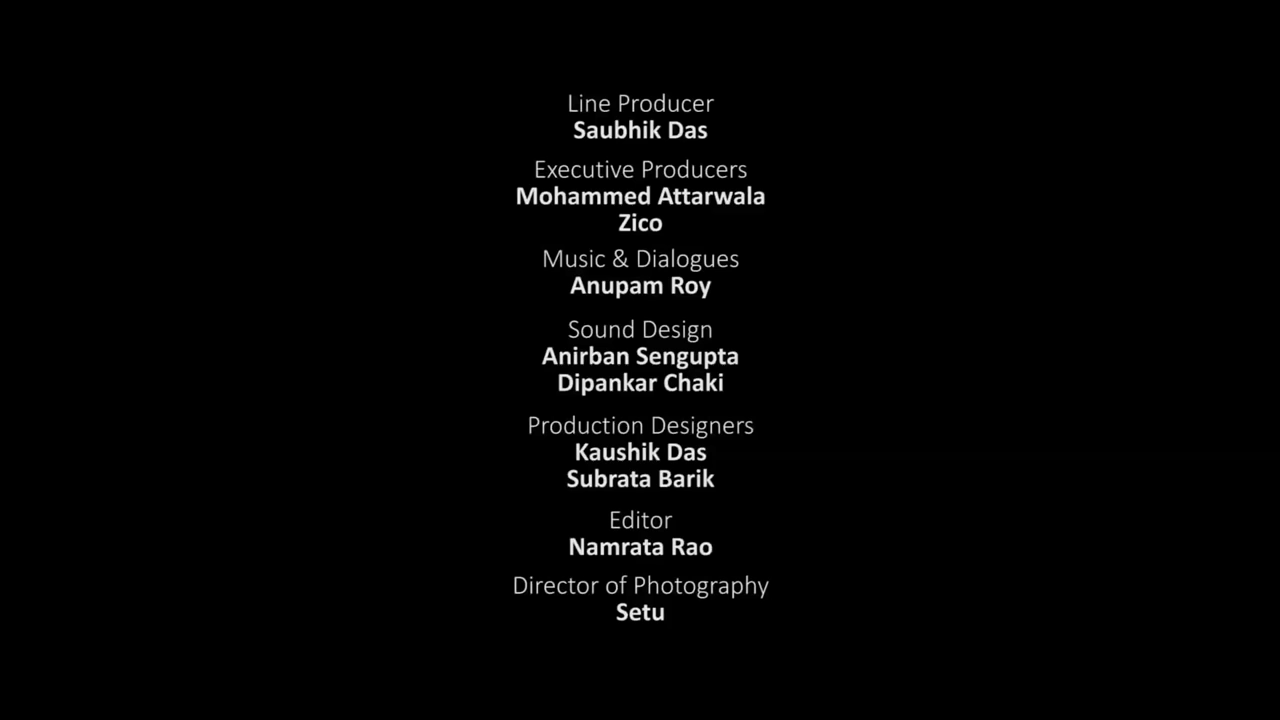 Line Producer
Saubhik Das
Executive Producers
Mohammed Attarwala
Zico
Music & Dialogues
Anupam Roy
Sound Design
Anirban Sengupta
Dipankar Chaki
Production Designers
Kaushik Das
Subrata Barik
Editor
Namrata Rao
Director of Photography
Setu